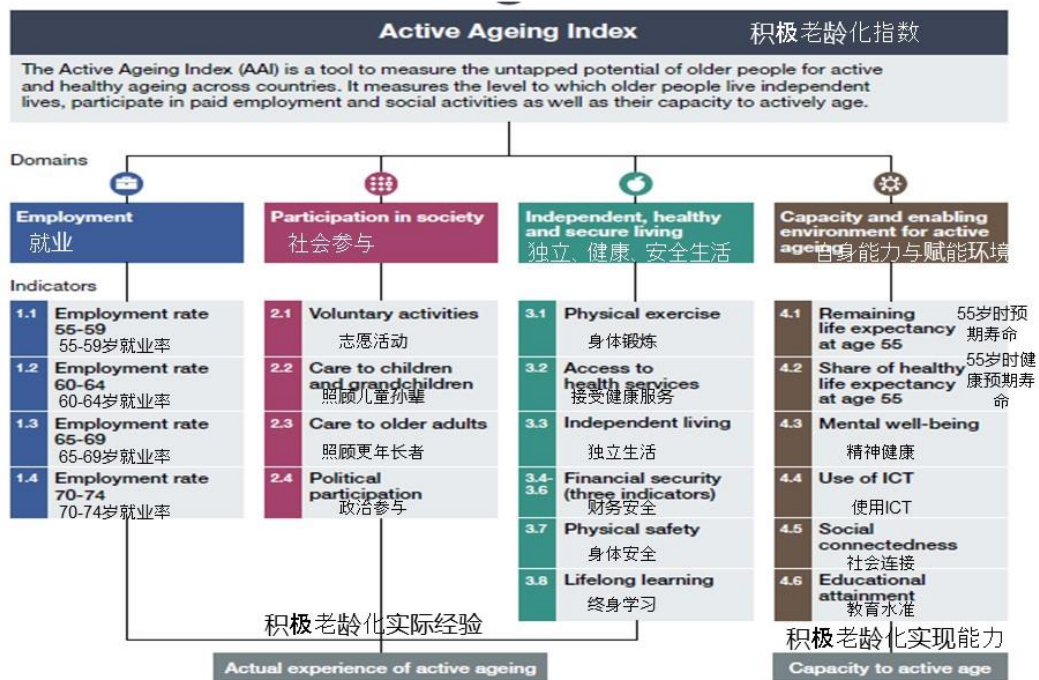 Active Ageing Index 积极老龄化指数
The Active Ageing Index (AAI) is a tool to measure the untapped potential of older people for active
and healthy ageing across countries. It measures the level to which older people live independent
lives, participate in paid employment and social activities as well as their capacity to actively age.
Domains
Employment
就业
Participation in society
社会参与
Independent, healthy
and secure living
独立、健康、安全生活
Capacity and enabling
environment for active
ageing
自身能力与赋能环境
Indicators
1.1 Employment rate
55-59
55-59岁就业率
1.2 Employment rate
60-64
60-64岁就业率
1.3 Employment rate
65-69
65-69岁就业率
1.4 Employment rate
70-74
70-74岁就业率
2.1 Voluntary activities
志愿活动
2.2 Care to children
and grandchildren
照顾儿童孙辈
2.3 Care to older adults
照顾更年长者
2.4 Political
participation
政治参与
3.1 Physical exercise
身体锻炼
3.2 Access to
health services
接受健康服务
3.3 Independent living
独立生活
3.4-
3.6 Financial security
(three indicators)
财务安全
3.7 Physical safety
身体安全
3.8 Lifelong learning
终身学习
4.1 Remaining
life expectancy
at age 55
55岁时预
期寿命
4.2 Share of healthy
life expectancy
at age 55
55岁时健
康预期寿
命
4.3 Mental well-being
精神健康
4.4 Use of ICT
使用ICT
4.5 Social
connectedness
社会连接
4.6 Educational
attainment
教育水准
积极老龄化实际经验
Actual experience of active ageing
积极老龄化实现能力
Capacity to active age